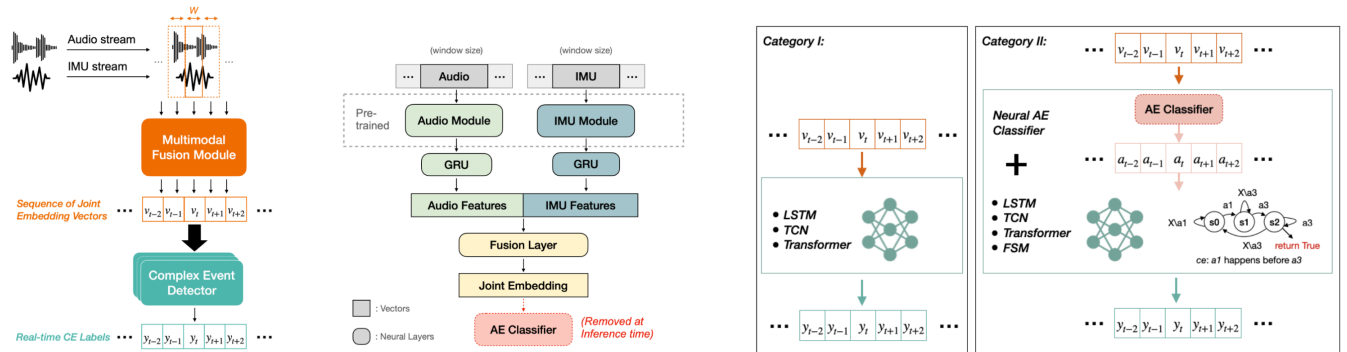 W
Audio stream
IMU stream
...
...
Multimodal
Fusion Module
Sequence of Joint
Embedding Vectors
... v_{t-2} v_{t-1} v_t v_{t+1} v_{t+2} ...
Complex Event
Detector
Real-time CE Labels
... y_{t-2} y_{t-1} y_t y_{t+1} y_{t+2} ...
(window size)
(window size)
... Audio ...
... IMU ...
Pre-
trained
Audio Module
IMU Module
GRU
GRU
Audio Features
IMU Features
Fusion Layer
Joint Embedding
: Vectors
: Neural Layers
AE Classifier
(Removed at
Inference time)
Category I:
... v_{t-2} v_{t-1} v_t v_{t+1} v_{t+2} ...
• LSTM
• TCN
• Transformer
... y_{t-2} y_{t-1} y_t y_{t+1} y_{t+2} ...
Category II:
... v_{t-2} v_{t-1} v_t v_{t+1} v_{t+2} ...
AE Classifier
Neural AE
Classifier
+
... a_{t-2} a_{t-1} a_t a_{t+1} a_{t+2} ...
• LSTM
• TCN
• Transformer
• FSM
X\a3
a1
a3
X\a1
s0
s1
s2
a3
X\a3
return True
ce: a1 happens before a3
... y_{t-2} y_{t-1} y_t y_{t+1} y_{t+2} ...